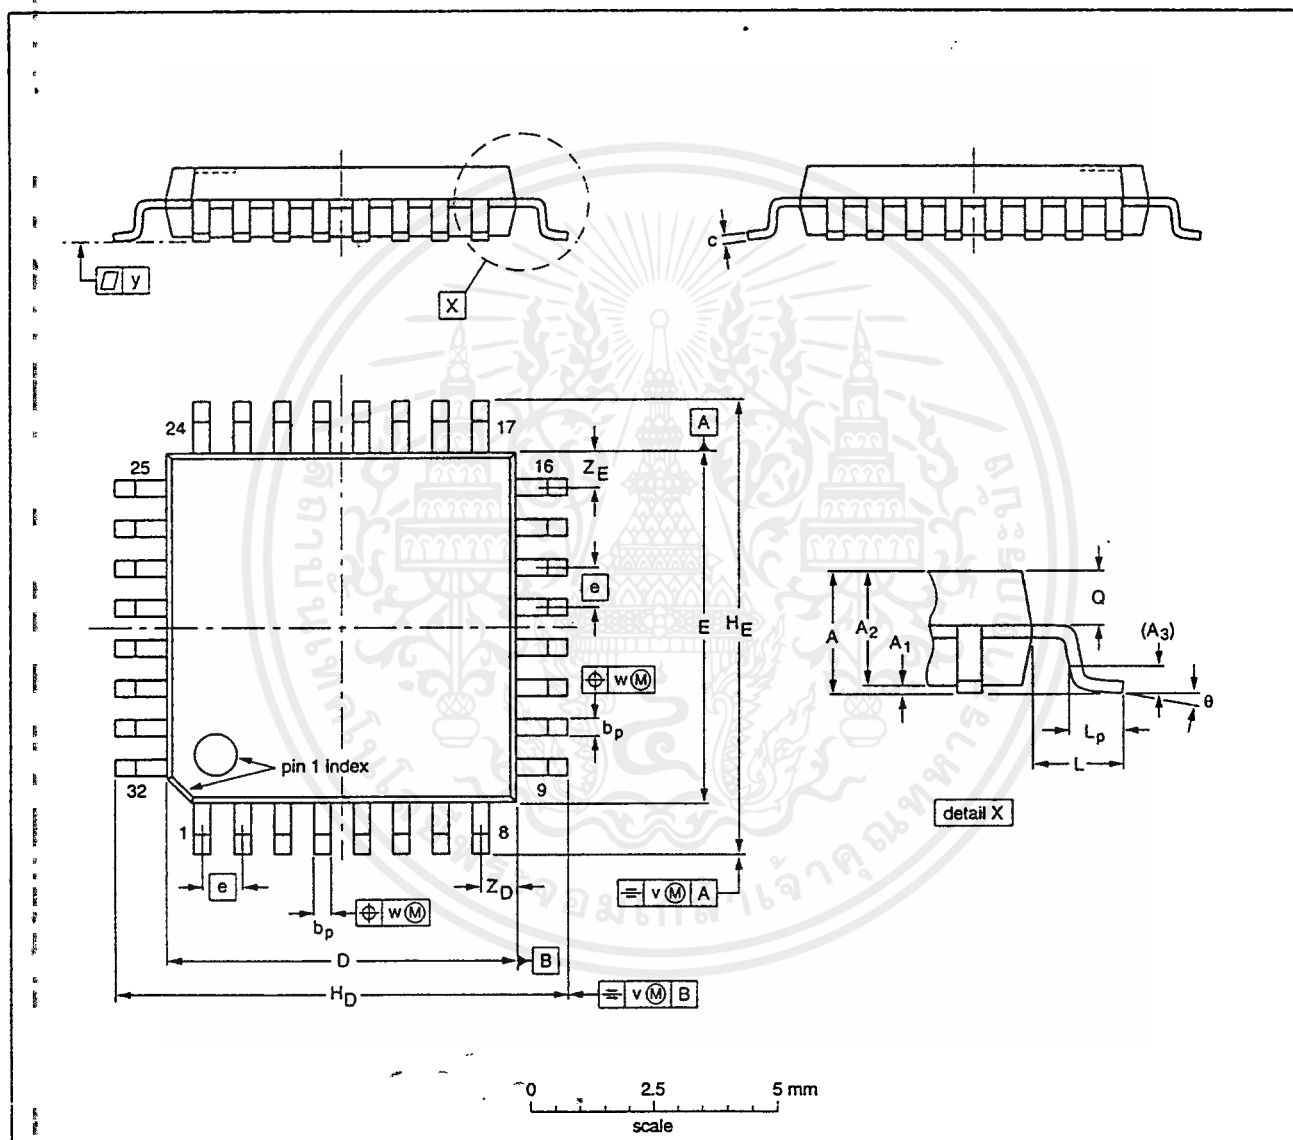 c
y
X
24
17
A
25
16
Z_E
e
E
H_E
w Ⓜ
b_p
pin 1 index
32
9
1
8
e
Z_D
v Ⓜ A
b_p
w Ⓜ
D
B
H_D
v Ⓜ B
Q
A
A_2
A_1
(A_3)
θ
L_p
L
detail X
0 2.5 5 mm
scale